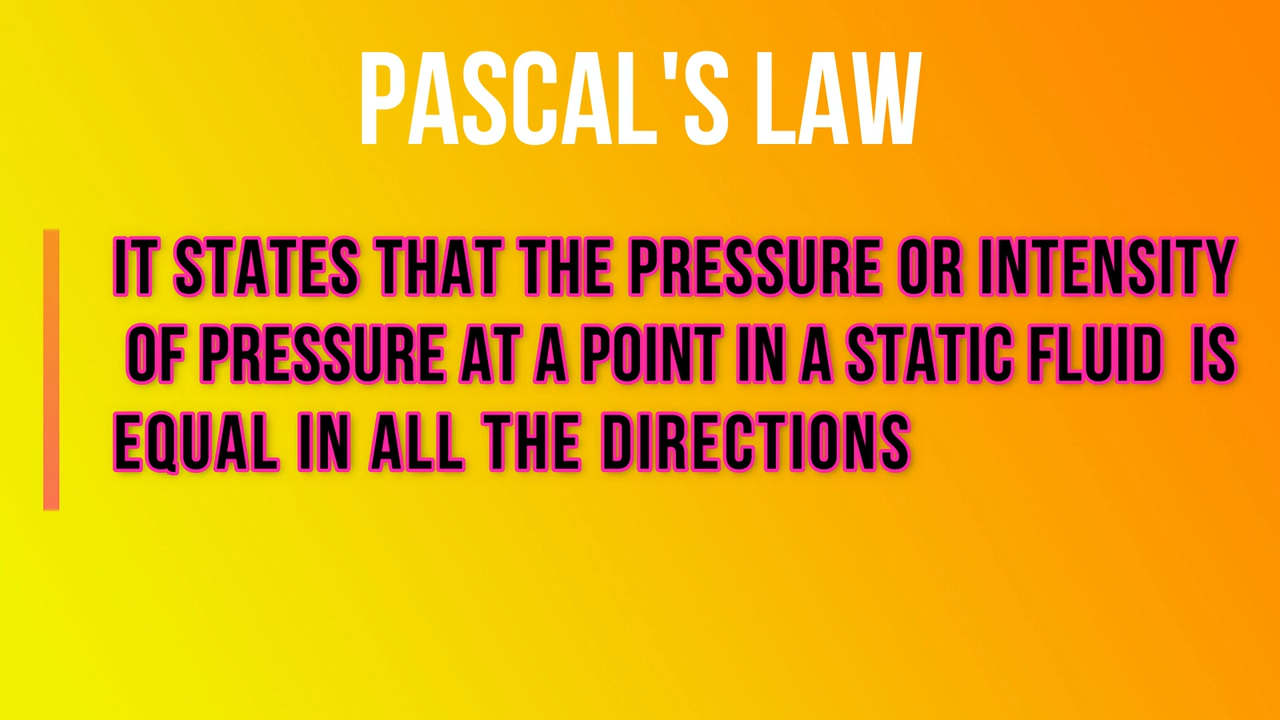 PASCAL'S LAW
IT STATES THAT THE PRESSURE OR INTENSITY
OF PRESSURE AT A POINT IN A STATIC FLUID IS
EQUAL IN ALL THE DIRECTIONS